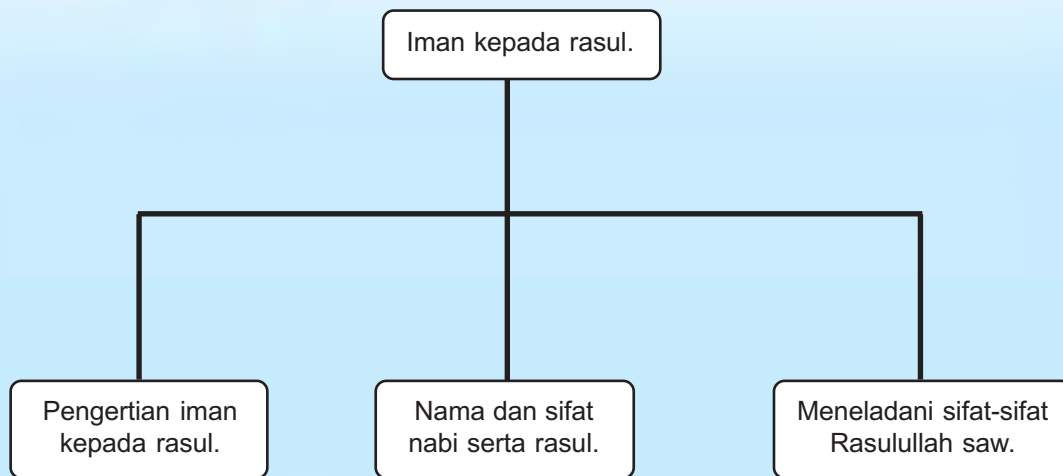 Iman kepada rasul.
Pengertian iman
kepada rasul.
Nama dan sifat
nabi serta rasul.
Meneladani sifat-sifat
Rasulullah saw.